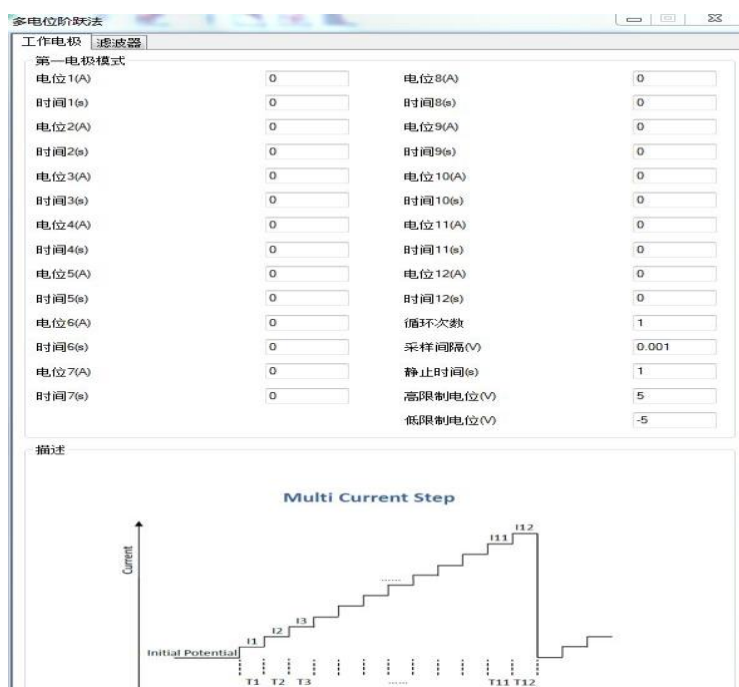 多电位阶跃法
工作电极 滤波器
第一电极模式
电位1(A) 0 电位8(A) 0
时间1(s) 0 时间8(s) 0
电位2(A) 0 电位9(A) 0
时间2(s) 0 时间9(s) 0
电位3(A) 0 电位10(A) 0
时间3(s) 0 时间10(s) 0
电位4(A) 0 电位11(A) 0
时间4(s) 0 时间11(s) 0
电位5(A) 0 电位12(A) 0
时间5(s) 0 时间12(s) 0
电位6(A) 0 循环次数 1
时间6(s) 0 采样间隔(V) 0.001
电位7(A) 0 静止时间(s) 1
时间7(s) 0 高限制电位(V) 5
低限制电位(V) -5
描述
Multi Current Step
Current
I12
I11
......
I3
I2
I1
Initial Potential
T1 T2 T3 ...... T11 T12